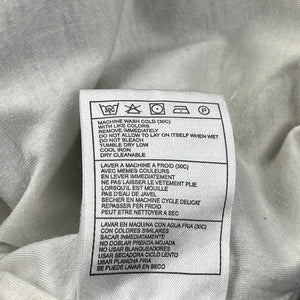 MACHINE WASH COLD (30C)
WITH LIKE COLORS
REMOVE IMMEDIATELY
DO NOT TO ALLOW TO LAY ON ITSELF WHEN WET
DO NOT BLEACH
TUMBLE DRY LOW
COOL IRON
DRY CLEANABLE
LAVER A MACHINE A FROID (30C)
AVEC MEMES COULEURS
EN LEVER IMMEDIATEMENT
NE PAS LAISSER LE VETEMENT PLIE
LORSQU'IL EST MOUILLE
PAS D'EAU DE JAVEL
SECHER EN MACHINE CYCLE DELICAT
REPASSER FER FROID
PEUT ETRE NETTOYER A SEC
LAVAR EN MAQUINA CON AGUA FRIA (30C)
CON COLORES SIMILARES
SACAR INMEDIATAMENTE
NO DOBLAR PRENDA MOJADA
NO USAR BLANQUEADORES
USAR SECADORA CICLO LENTO
USAR PLANCHA FRIA
SE PUEDE LAVAR EN SECO